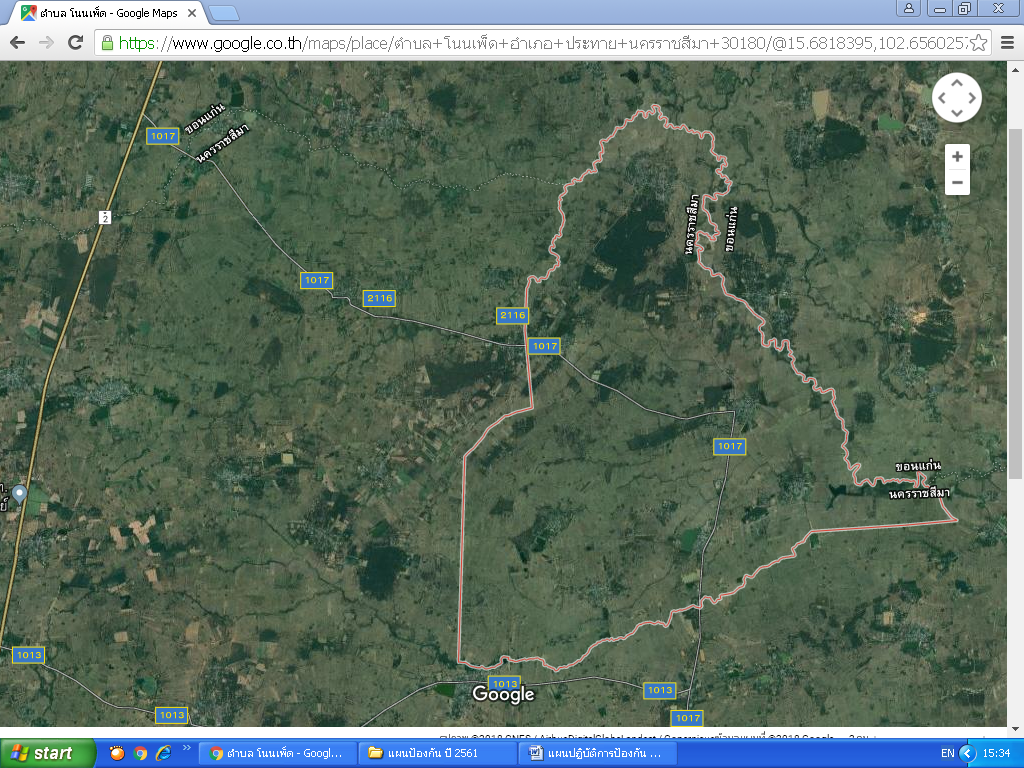 ตำบล โนนเพ็ด - Google Maps
https://www.google.co.th/maps/place/ตำบล+โนนเพ็ด+อำเภอ+ประทาย+นครราชสีมา+30180/@15.6818395,102.6560257
ขอนแก่น
1017
นครราชสีมา
2
นครราชสีมา
ขอนแก่น
1017
2116
2116
1017
1017
ขอนแก่น
นครราชสีมา
1013
1013
1013
1013
1017
Google
start
ตำบล โนนเพ็ด - Googl...
แผนป้องกัน ปี 2561
แผนปฏิบัติการป้องกัน ...
EN
15:34